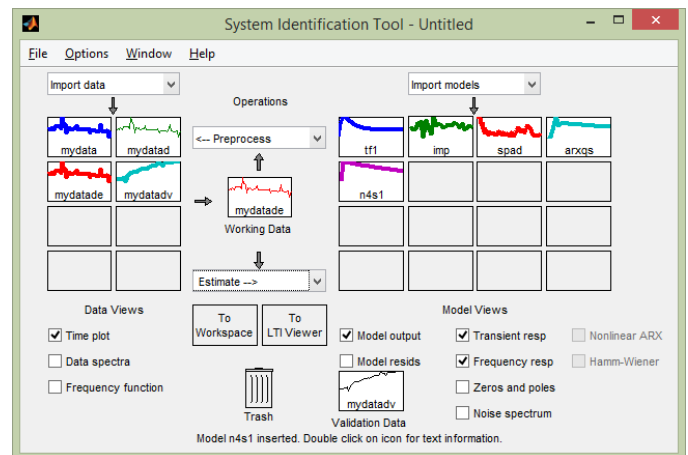 System Identification Tool - Untitled
File Options Window Help
Import data
Operations
Import models
mydata mydatad
<-- Preprocess
tf1 imp spad arxqs
mydatade mydatadv
mydatade
n4s1
Working Data
Estimate -->
Data Views
To Workspace
To LTI Viewer
Model Views
Time plot
Model output
Transient resp
Nonlinear ARX
Data spectra
Model resids
Frequency resp
Hamm-Wiener
Frequency function
Zeros and poles
Trash
mydatadv
Validation Data
Noise spectrum
Model n4s1 inserted. Double click on icon for text information.